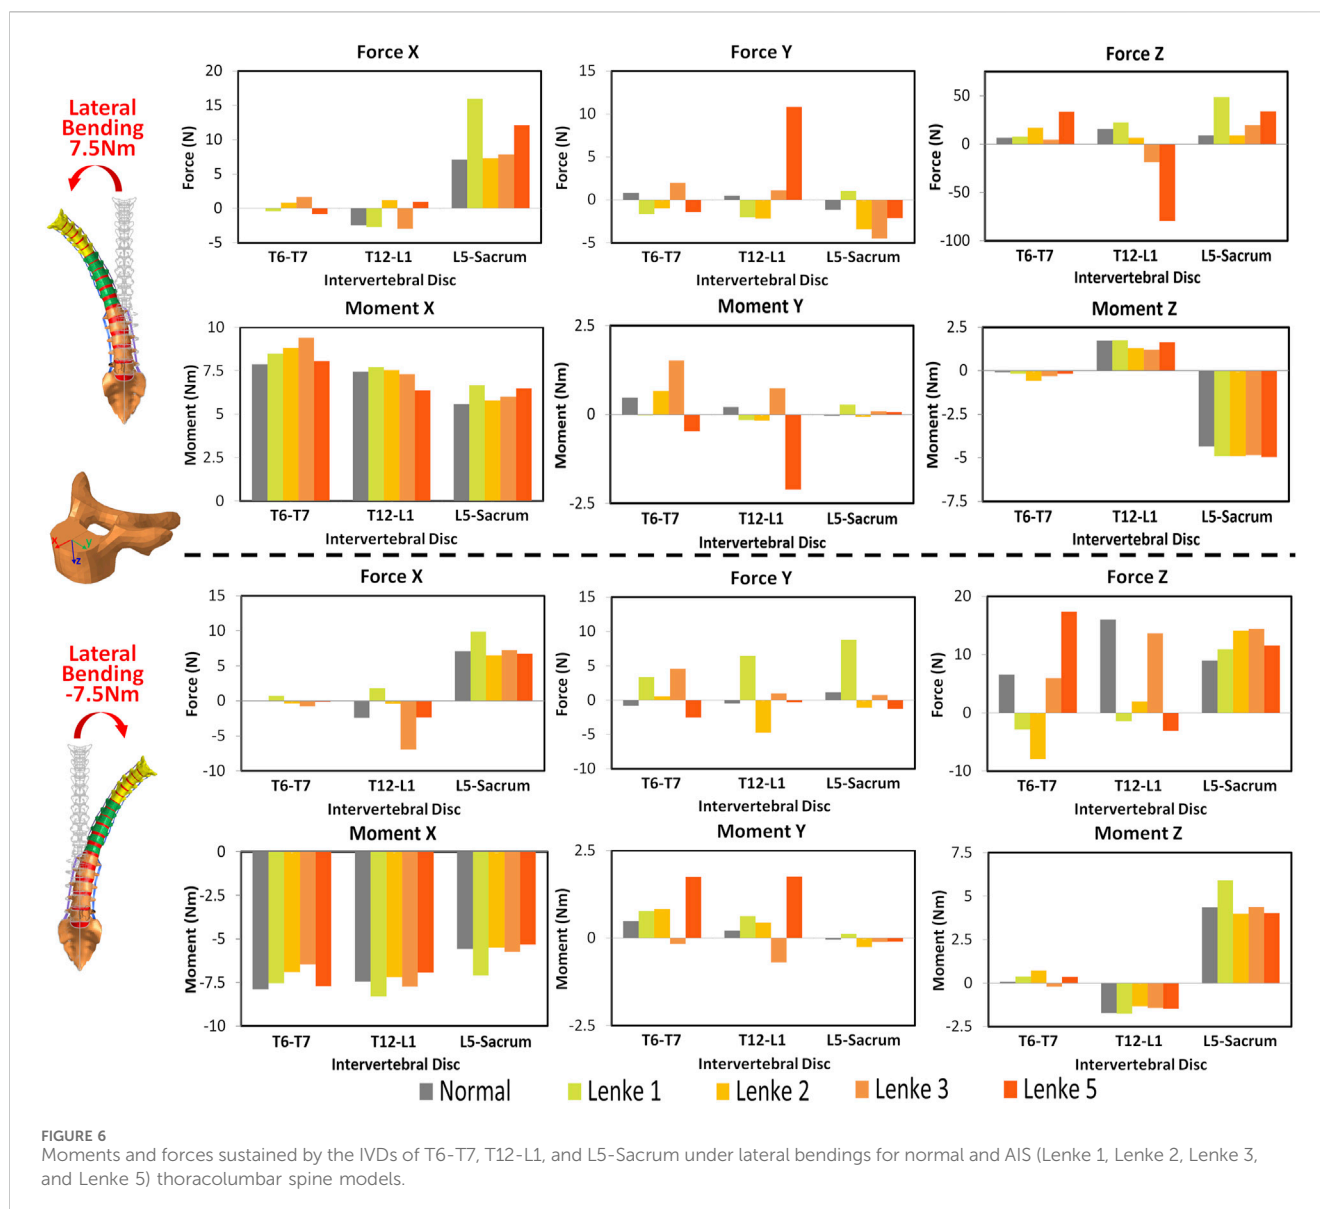 Lateral
Bending
7.5Nm
Force X
Force (N)
20
15
10
5
0
-5
T6-T7 T12-L1 L5-Sacrum
Intervertebral Disc
Force Y
Force (N)
15
10
5
0
-5
T6-T7 T12-L1 L5-Sacrum
Intervertebral Disc
Force Z
Force (N)
50
0
-50
-100
T6-T7 T12-L1 L5-Sacrum
Intervertebral Disc
Moment X
Moment (Nm)
10
7.5
5
2.5
0
T6-T7 T12-L1 L5-Sacrum
Intervertebral Disc
Moment Y
Moment (Nm)
2.5
0
-2.5
T6-T7 T12-L1 L5-Sacrum
Intervertebral Disc
Moment Z
Moment (Nm)
2.5
0
-2.5
-5
-7.5
T6-T7 T12-L1 L5-Sacrum
Intervertebral Disc
X Y Z
Lateral
Bending
-7.5Nm
Force X
Force (N)
15
10
5
0
-5
-10
T6-T7 T12-L1 L5-Sacrum
Intervertebral Disc
Force Y
Force (N)
15
10
5
0
-5
-10
T6-T7 T12-L1 L5-Sacrum
Intervertebral Disc
Force Z
Force (N)
20
10
0
-10
T6-T7 T12-L1 L5-Sacrum
Intervertebral Disc
Moment X
Moment (Nm)
0
-2.5
-5
-7.5
-10
T6-T7 T12-L1 L5-Sacrum
Intervertebral Disc
Moment Y
Moment (Nm)
2.5
0
-2.5
T6-T7 T12-L1 L5-Sacrum
Intervertebral Disc
Moment Z
Moment (Nm)
7.5
5
2.5
0
-2.5
T6-T7 T12-L1 L5-Sacrum
Intervertebral Disc
Normal Lenke 1 Lenke 2 Lenke 3 Lenke 5
FIGURE 6
Moments and forces sustained by the IVDs of T6-T7, T12-L1, and L5-Sacrum under lateral bendings for normal and AIS (Lenke 1, Lenke 2, Lenke 3,
and Lenke 5) thoracolumbar spine models.